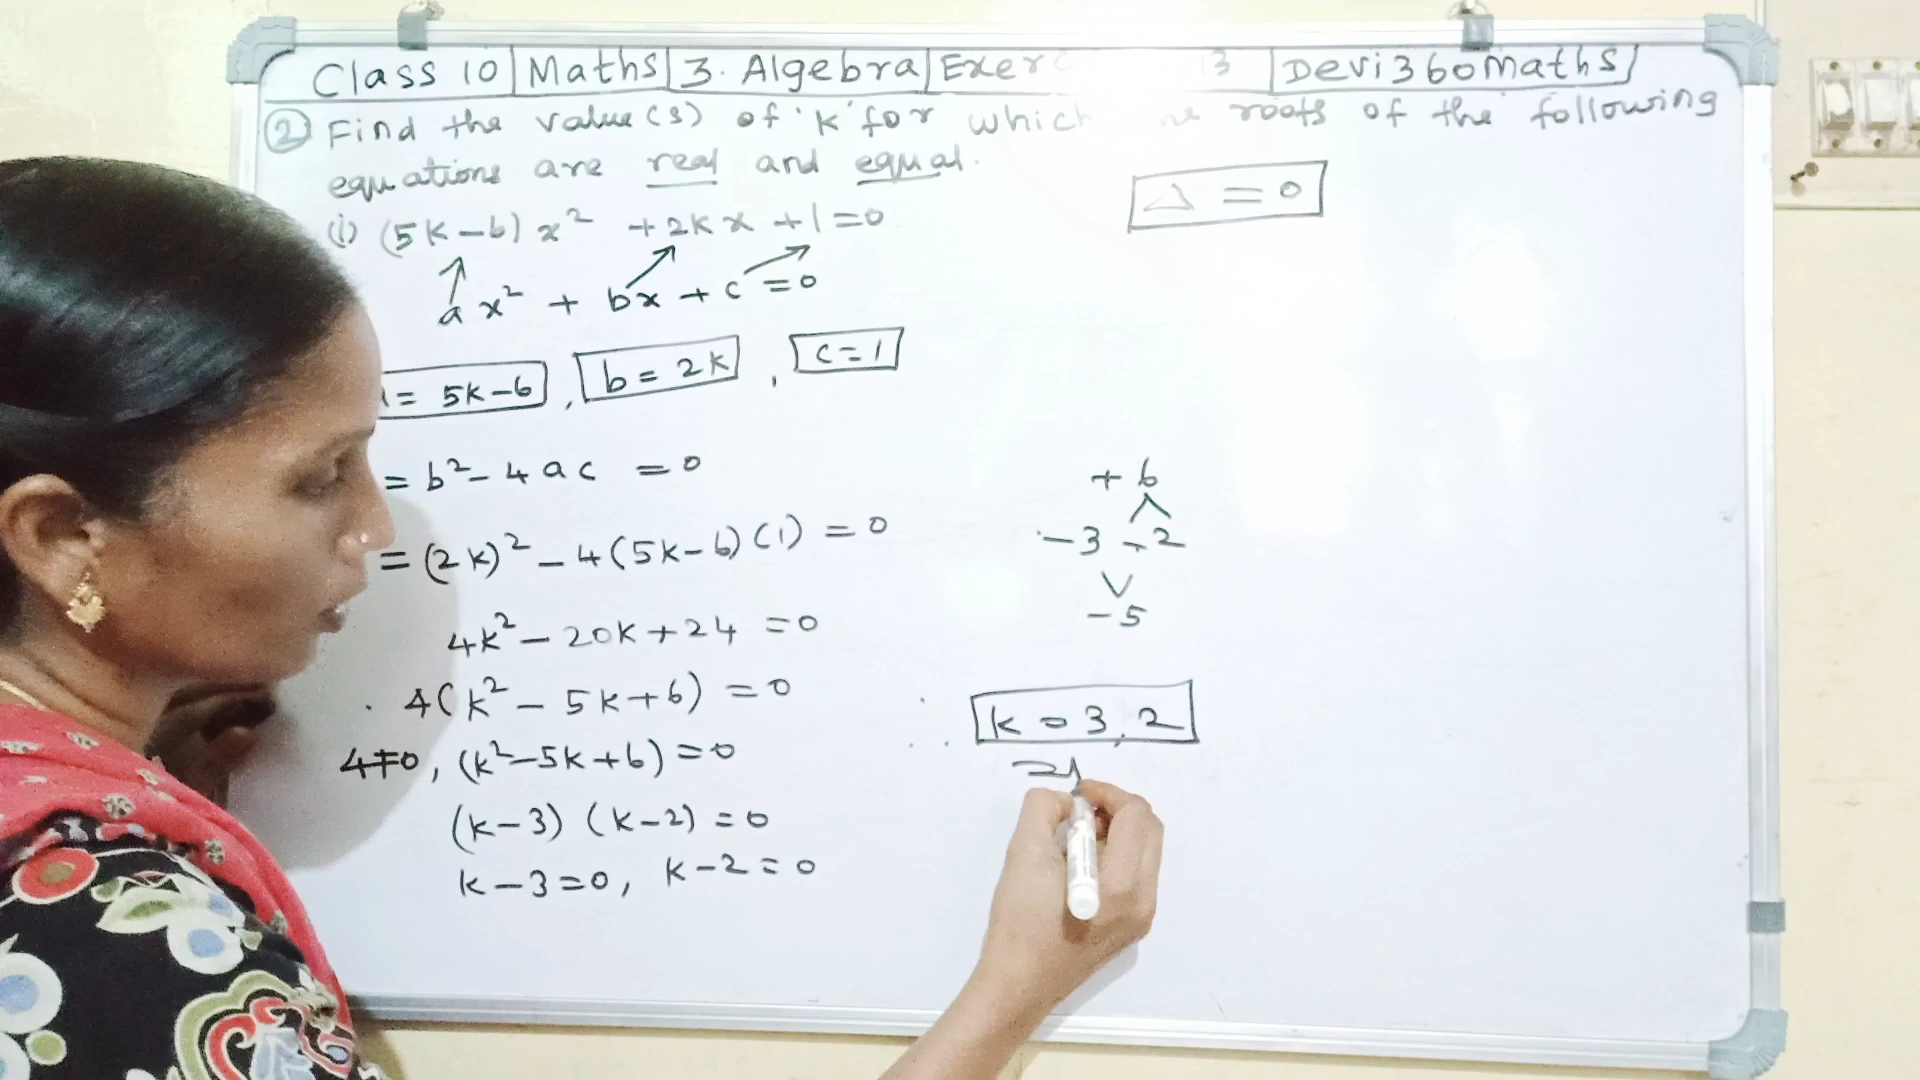 Class 10 | Maths | 3. Algebra | Exer 13 | Devi360Maths /
② Find the value(s) of 'K' for which roots of the following
equations are real and equal.
Δ = 0
(i) (5K-6) x² + 2K x + 1 = 0
a x² + bx + c = 0
= 5K-6 , b = 2K , c = 1
= b² - 4 a c = 0
= (2K)² - 4 (5K-6) (1) = 0
4K² - 20K + 24 = 0
4 (K² - 5K + 6) = 0
4≠0, (K² - 5K + 6) = 0
(K-3) (K-2) = 0
K-3 = 0, K-2 = 0
+ 6
-3 -2
-5
K = 3, 2